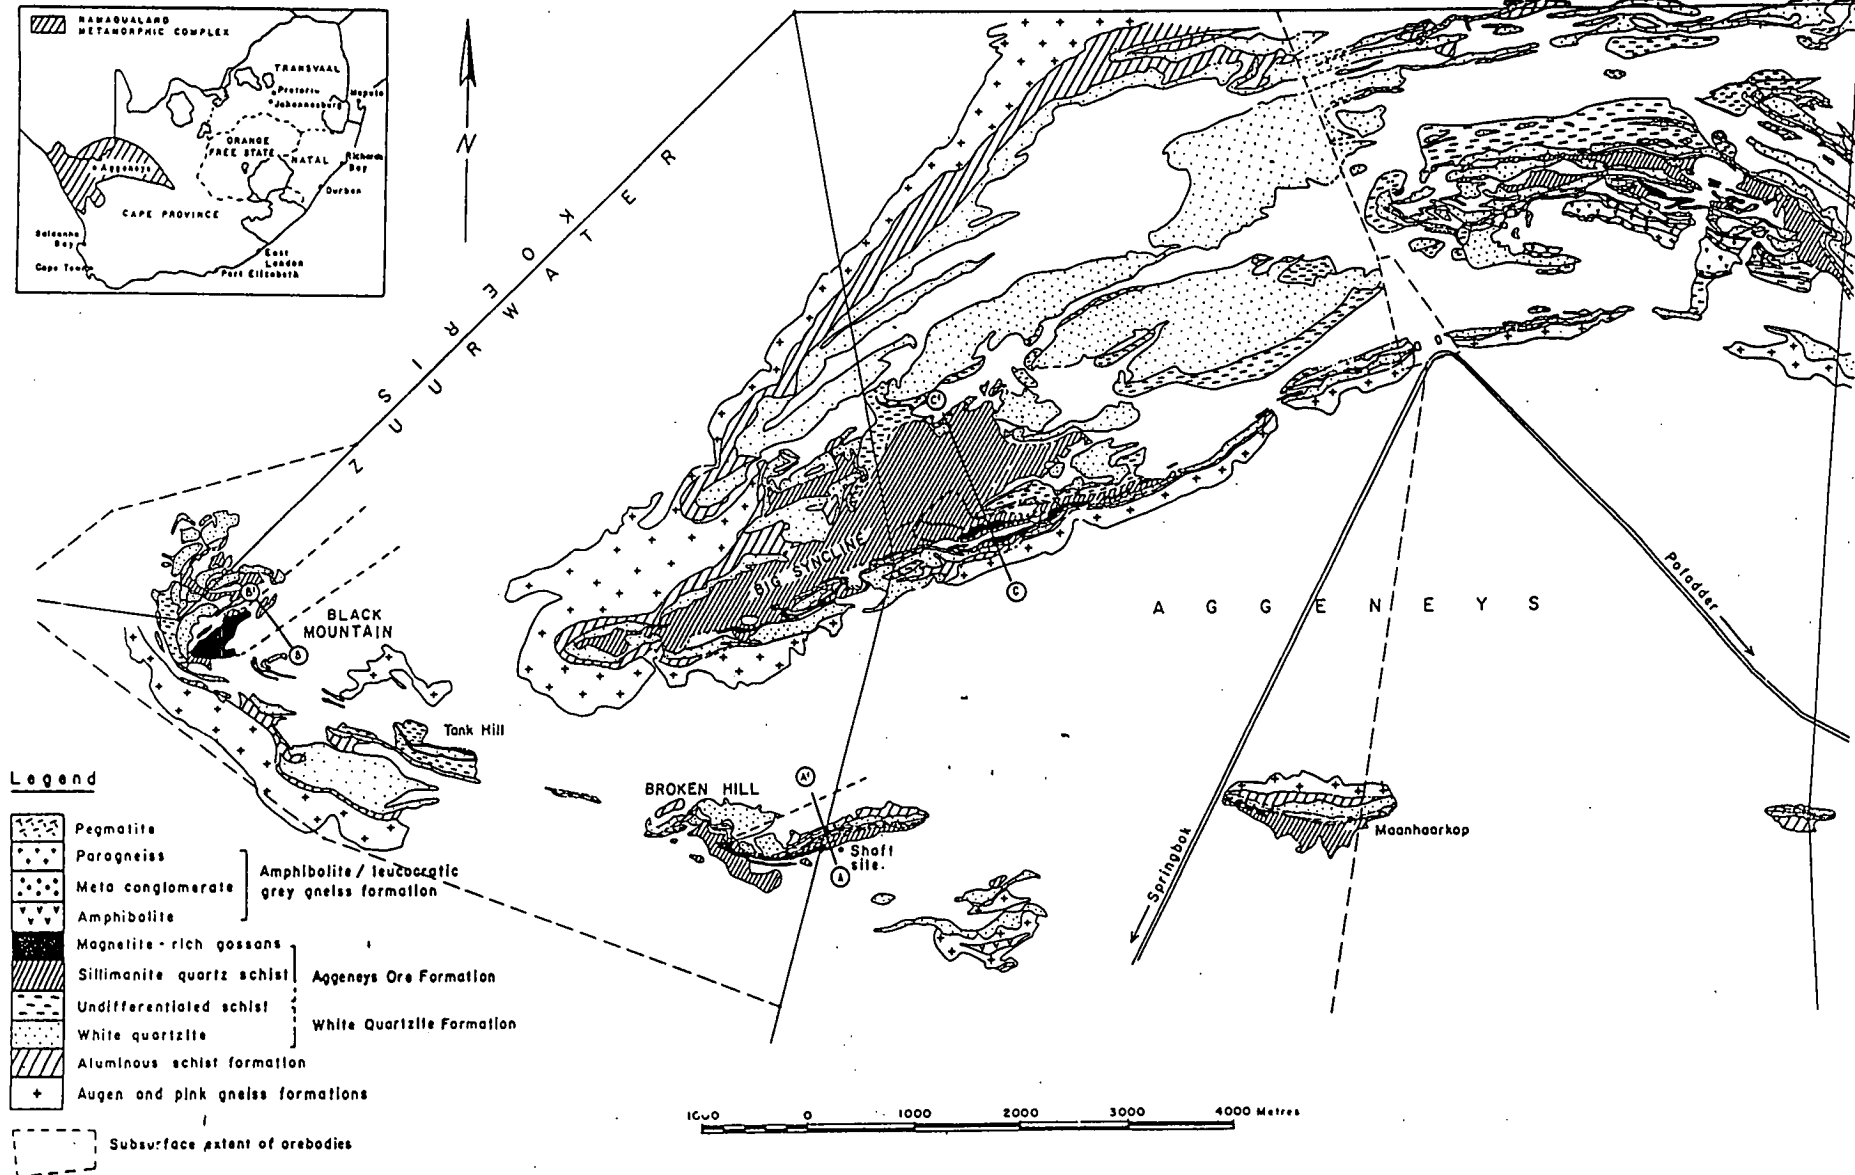 NAMAQUALAND
METAMORPHIC COMPLEX
TRANSVAAL
Pretoria
Maputo
Johannesburg
ORANGE
FREE STATE
NATAL
Richards
Bay
Aggeneys
Durban
CAPE PROVINCE
Saldanha
Bay
East
London
Cape Town
Port Elizabeth
N
KOERIS
ZUURWATER
C'
BIG SYNCLINE
C
B'
BLACK
MOUNTAIN
B
AGGENEYS
Pofadder
Tank Hill
Legend
BROKEN HILL
A'
Shaft
site.
A
Maanhaarkop
Springbok
Pegmatite
Paragneiss
Meta conglomerate
Amphibolite
Amphibolite / leucocratic
grey gneiss formation
Magnetite-rich gossans
Sillimanite quartz schist
Aggeneys Ore Formation
Undifferentiated schist
White quartzite
White Quartzite Formation
Aluminous schist formation
Augen and pink gneiss formations
Subsurface extent of orebodies
1000 0 1000 2000 3000 4000 Metres